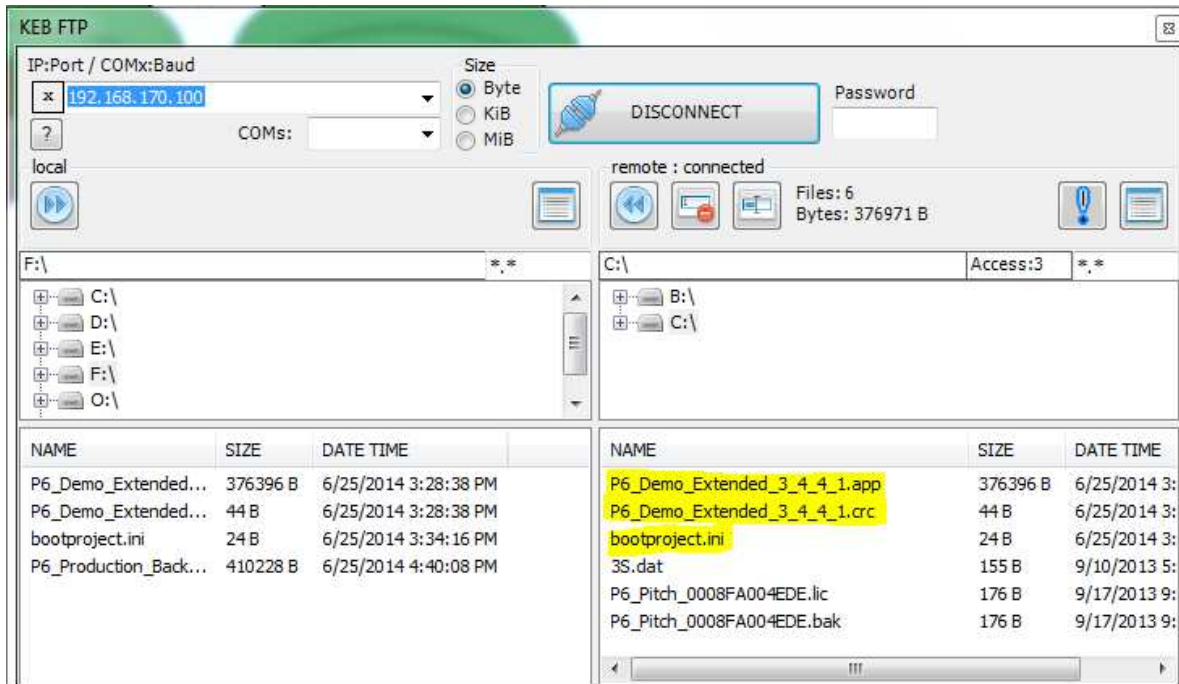 KEB FTP
IP:Port / COMx:Baud
Size
x
192.168.170.100
Byte
KiB
MiB
DISCONNECT
Password
?
COMs:
local
remote : connected
Files: 6
Bytes: 376971 B
F:\
*.*
C:\
Access:3
*.*
C:\
D:\
E:\
F:\
O:\
B:\
C:\
NAME SIZE DATE TIME
P6_Demo_Extended... 376396 B 6/25/2014 3:28:38 PM
P6_Demo_Extended... 44 B 6/25/2014 3:28:38 PM
bootproject.ini 24 B 6/25/2014 3:34:16 PM
P6_Production_Back... 410228 B 6/25/2014 4:40:08 PM
NAME SIZE DATE TIME
P6_Demo_Extended_3_4_4_1.app 376396 B 6/25/2014 3:
P6_Demo_Extended_3_4_4_1.crc 44 B 6/25/2014 3:
bootproject.ini 24 B 6/25/2014 3:
3S.dat 155 B 9/10/2013 5:
P6_Pitch_0008FA004EDE.lic 176 B 9/17/2013 9:
P6_Pitch_0008FA004EDE.bak 176 B 9/17/2013 9: